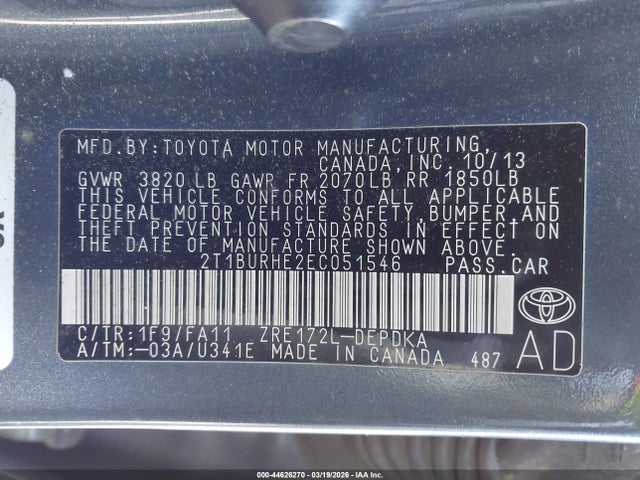 MFD.BY:TOYOTA MOTOR MANUFACTURING,
CANADA,INC.10/13
GVWR 3820 LB GAWR FR 2070LB RR 1850LB
THIS VEHICLE CONFORMS TO ALL APPLICABLE
FEDERAL MOTOR VEHICLE SAFETY, BUMPER,AND
THEFT PREVENTION STANDARDS IN EFFECT ON
THE DATE OF MANUFACTURE SHOWN ABOVE.
2T1BURHE2EC051546 PASS.CAR
C/TR:1F9/FA11 ZRE172L-DEPDKA
A/TM:-03A/U341E MADE IN CANADA 487
AD
000-44626270 - 03/19/2026 - IAA Inc.